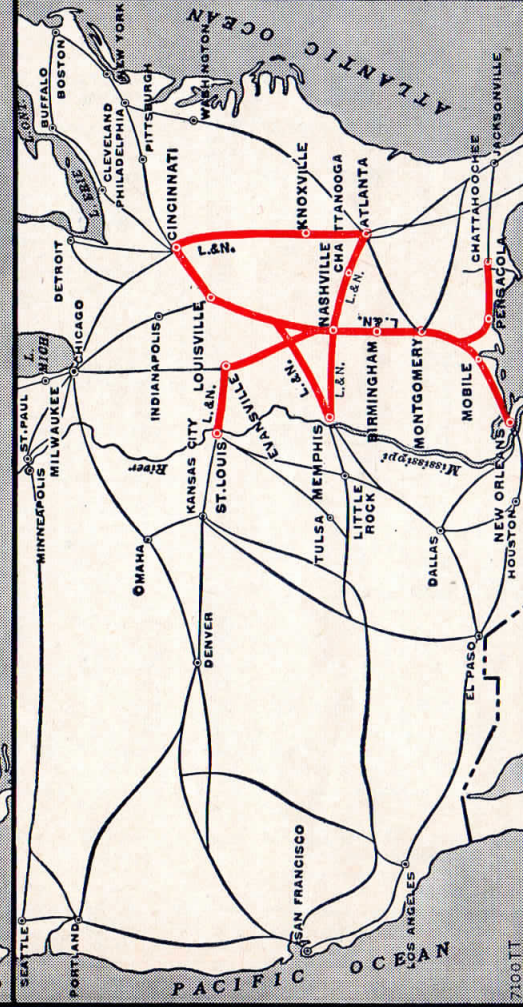 SEATTLE
PORTLAND
SAN FRANCISCO
LOS ANGELES
PACIFIC OCEAN
DENVER
EL PASO
OMAHA
KANSAS CITY
TULSA
DALLAS
HOUSTON
LITTLE
ROCK
MINNEAPOLIS
ST. PAUL
MILWAUKEE
CHICAGO
L.
MICH
River
Mississippi
ST. LOUIS
L.&N.
EVANSVILLE
L.&N.
MEMPHIS
L.&N.
NEW ORLEANS
MOBILE
PENSACOLA
MONTGOMERY
BIRMINGHAM
L.&N.
NASHVILLE
L.&N.
CHATTANOOGA
ATLANTA
KNOXVILLE
L.&N.
CINCINNATI
LOUISVILLE
INDIANAPOLIS
DETROIT
L. ERIE
L. ONT.
BUFFALO
BOSTON
CLEVELAND
PHILADELPHIA
NEW YORK
PITTSBURGH
WASHINGTON
CHATTAHOOCHEE
JACKSONVILLE
ATLANTIC OCEAN
7100TT